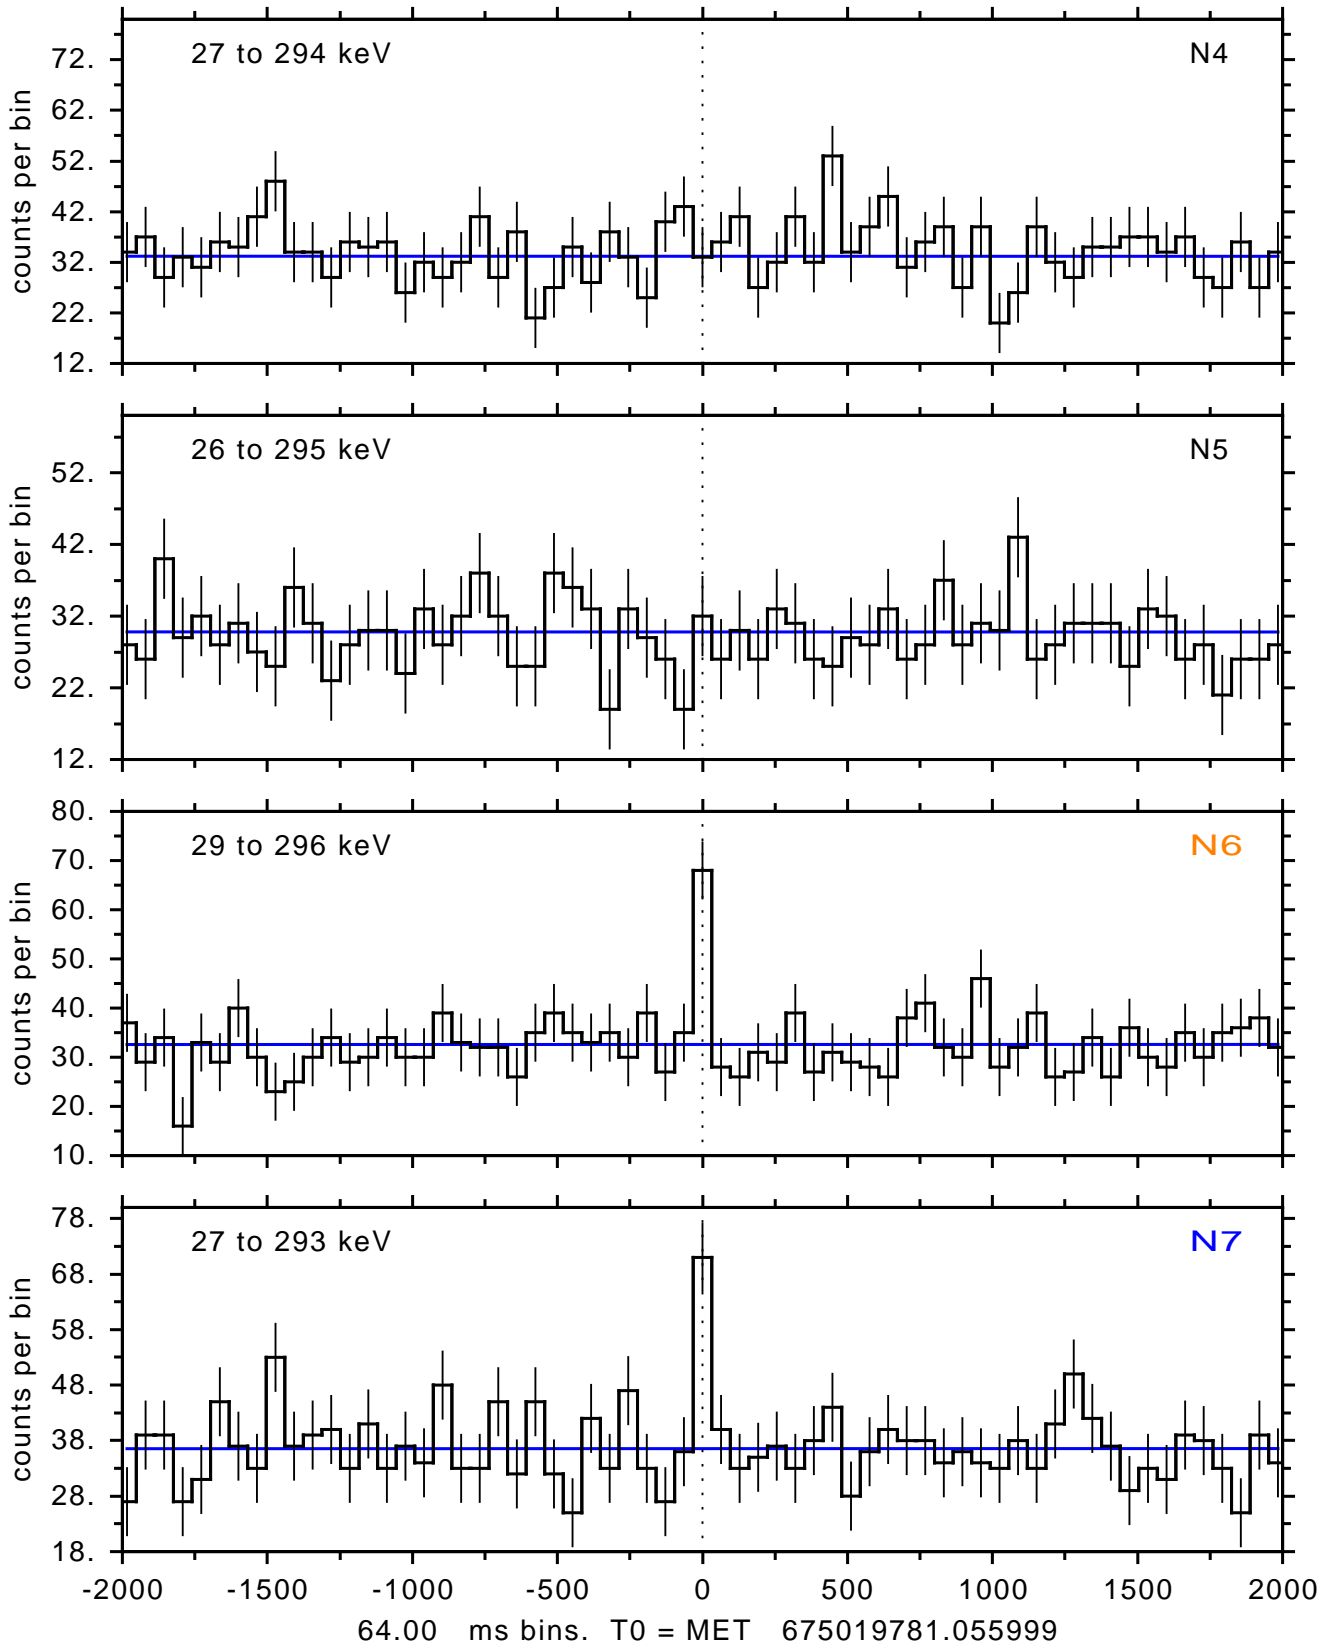 27 to 294 keV N4
72.
62.
52.
42.
32.
22.
12.
counts per bin
26 to 295 keV N5
52.
42.
32.
22.
12.
counts per bin
80.
29 to 296 keV N6
70.
60.
50.
40.
30.
20.
10.
counts per bin
78.
27 to 293 keV N7
68.
58.
48.
38.
28.
18.
counts per bin
-2000 -1500 -1000 -500 0 500 1000 1500 2000
64.00 ms bins. T0 = MET 675019781.055999